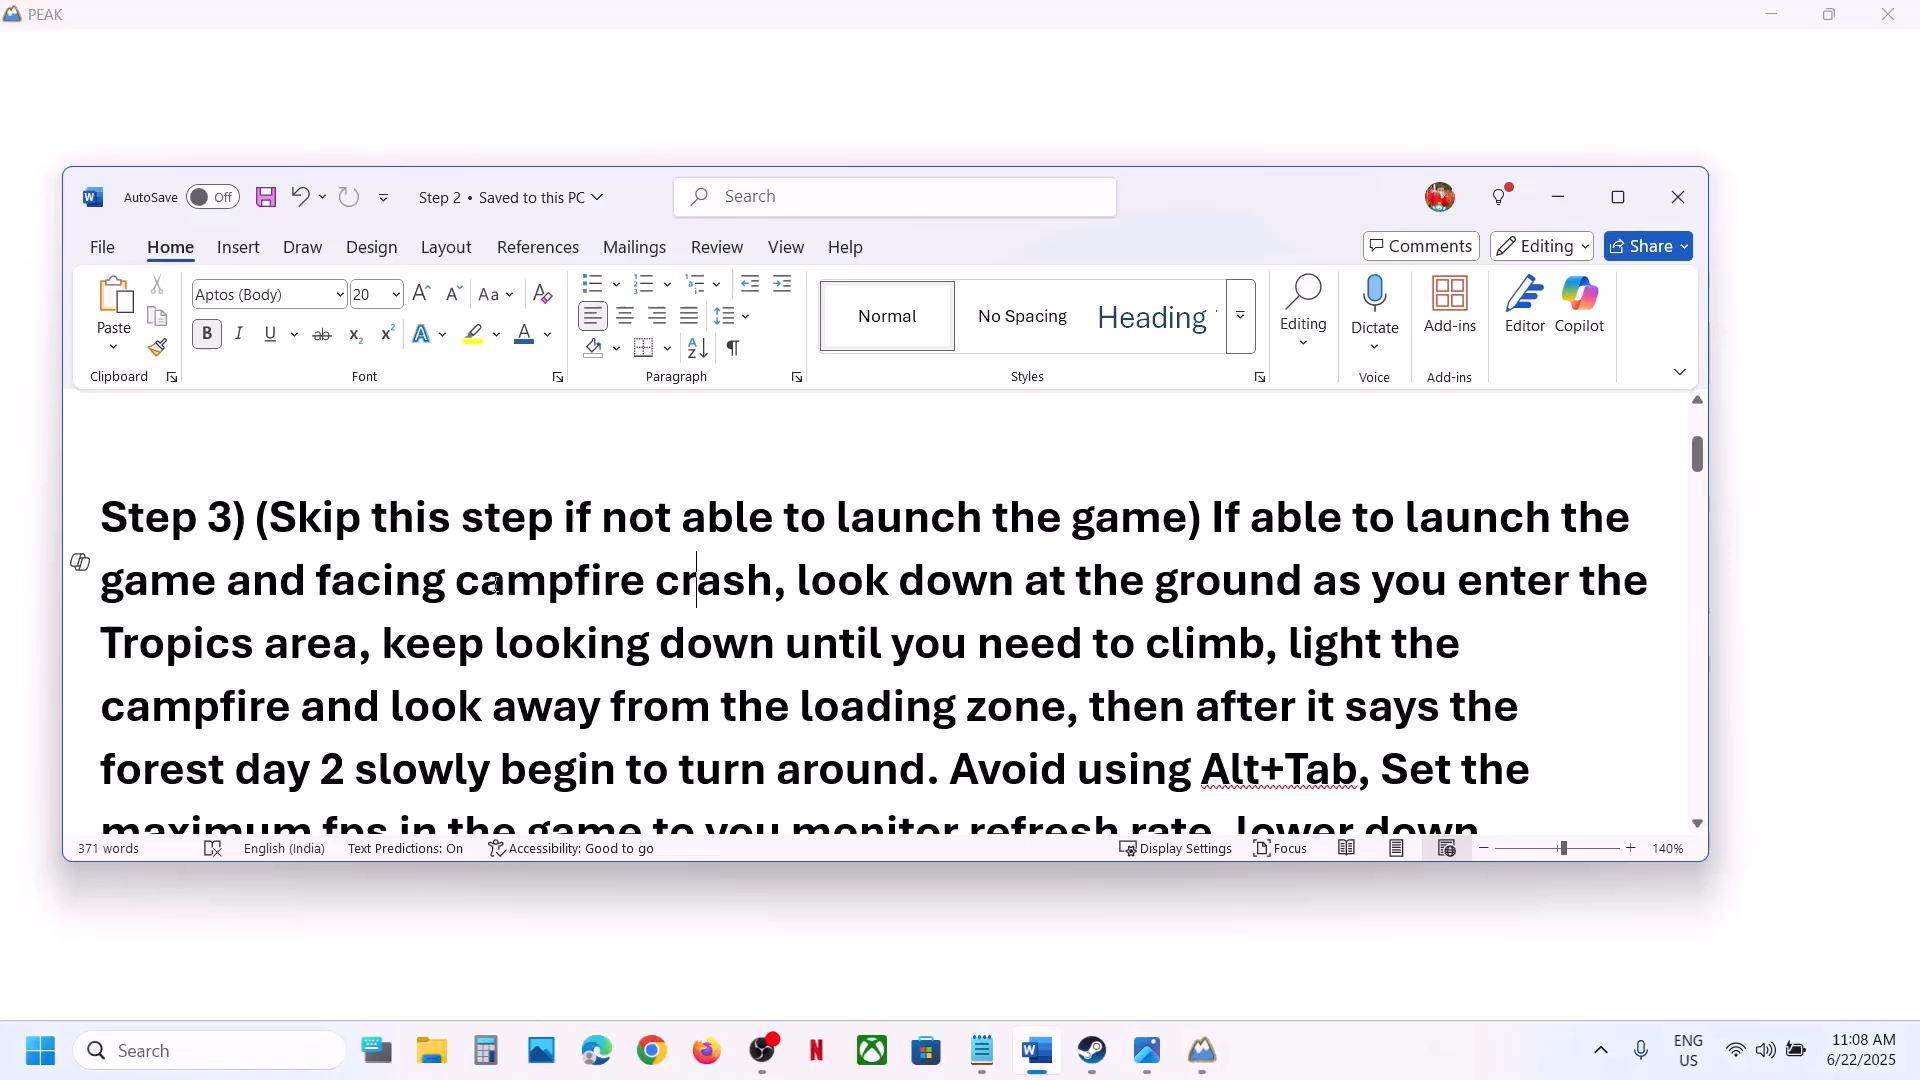 PEAK
AutoSave Off Step 2 • Saved to this PC Search
File Home Insert Draw Design Layout References Mailings Review View Help Comments Editing Share
Paste Aptos (Body) 20 Aa Normal No Spacing Heading Editing Dictate Add-ins Editor Copilot
Clipboard Font Paragraph Styles Voice Add-ins
Step 3) (Skip this step if not able to launch the game) If able to launch the
game and facing campfire crash, look down at the ground as you enter the
Tropics area, keep looking down until you need to climb, light the
campfire and look away from the loading zone, then after it says the
forest day 2 slowly begin to turn around. Avoid using Alt+Tab, Set the
maximum fps in the game to you monitor refresh rate, lower down
371 words English (India) Text Predictions: On Accessibility: Good to go Display Settings Focus 140%
Search ENG US 11:08 AM 6/22/2025